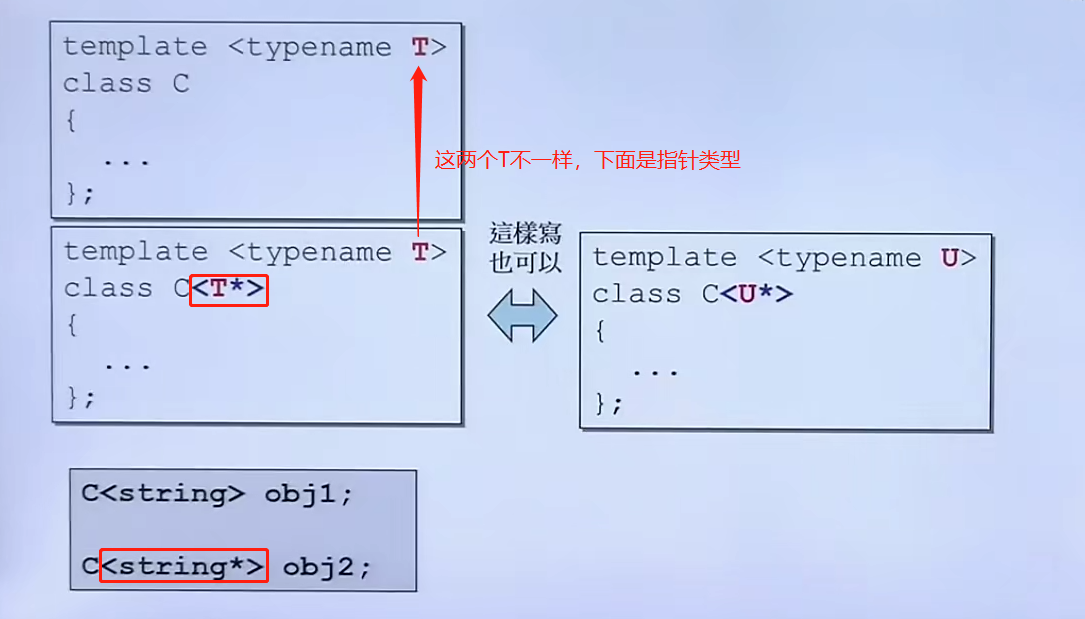 template <typename T>
class C
{
...
};
这两个T不一样，下面是指针类型
template <typename T>
class C<T*>
{
...
};
這樣寫
也可以
template <typename U>
class C<U*>
{
...
};
C<string> obj1;
C<string*> obj2;